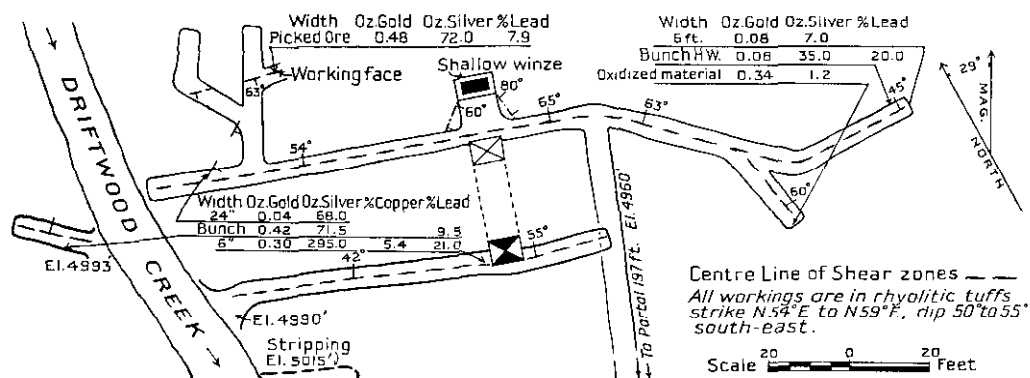 Width Oz.Gold Oz.Silver %Lead
Picked Ore 0.48 72.0 7.9
Width Oz.Gold Oz.Silver %Lead
6ft. 0.08 7.0
Bunch H.W. 0.08 35.0 20.0
Oxidized material 0.34 1.2
Working face
Shallow winze
63°
80°
60°
65°
63°
45°
29°
MAG.
NORTH
DRIFTWOOD CREEK
54°
60°
Width Oz.Gold Oz.Silver %Copper %Lead
24" 0.04 68.0
Bunch 0.42 71.5 9.5
6" 0.30 295.0 5.4 21.0
55°
42°
El.4993'
El.4990'
Stripping
El.5015'
To Portal 197 ft. El.4960'
Centre Line of Shear zones
All workings are in rhyolitic tuffs
strike N.54°E to N59°E, dip 50° to 55°
south-east.
Scale 20 0 20 Feet